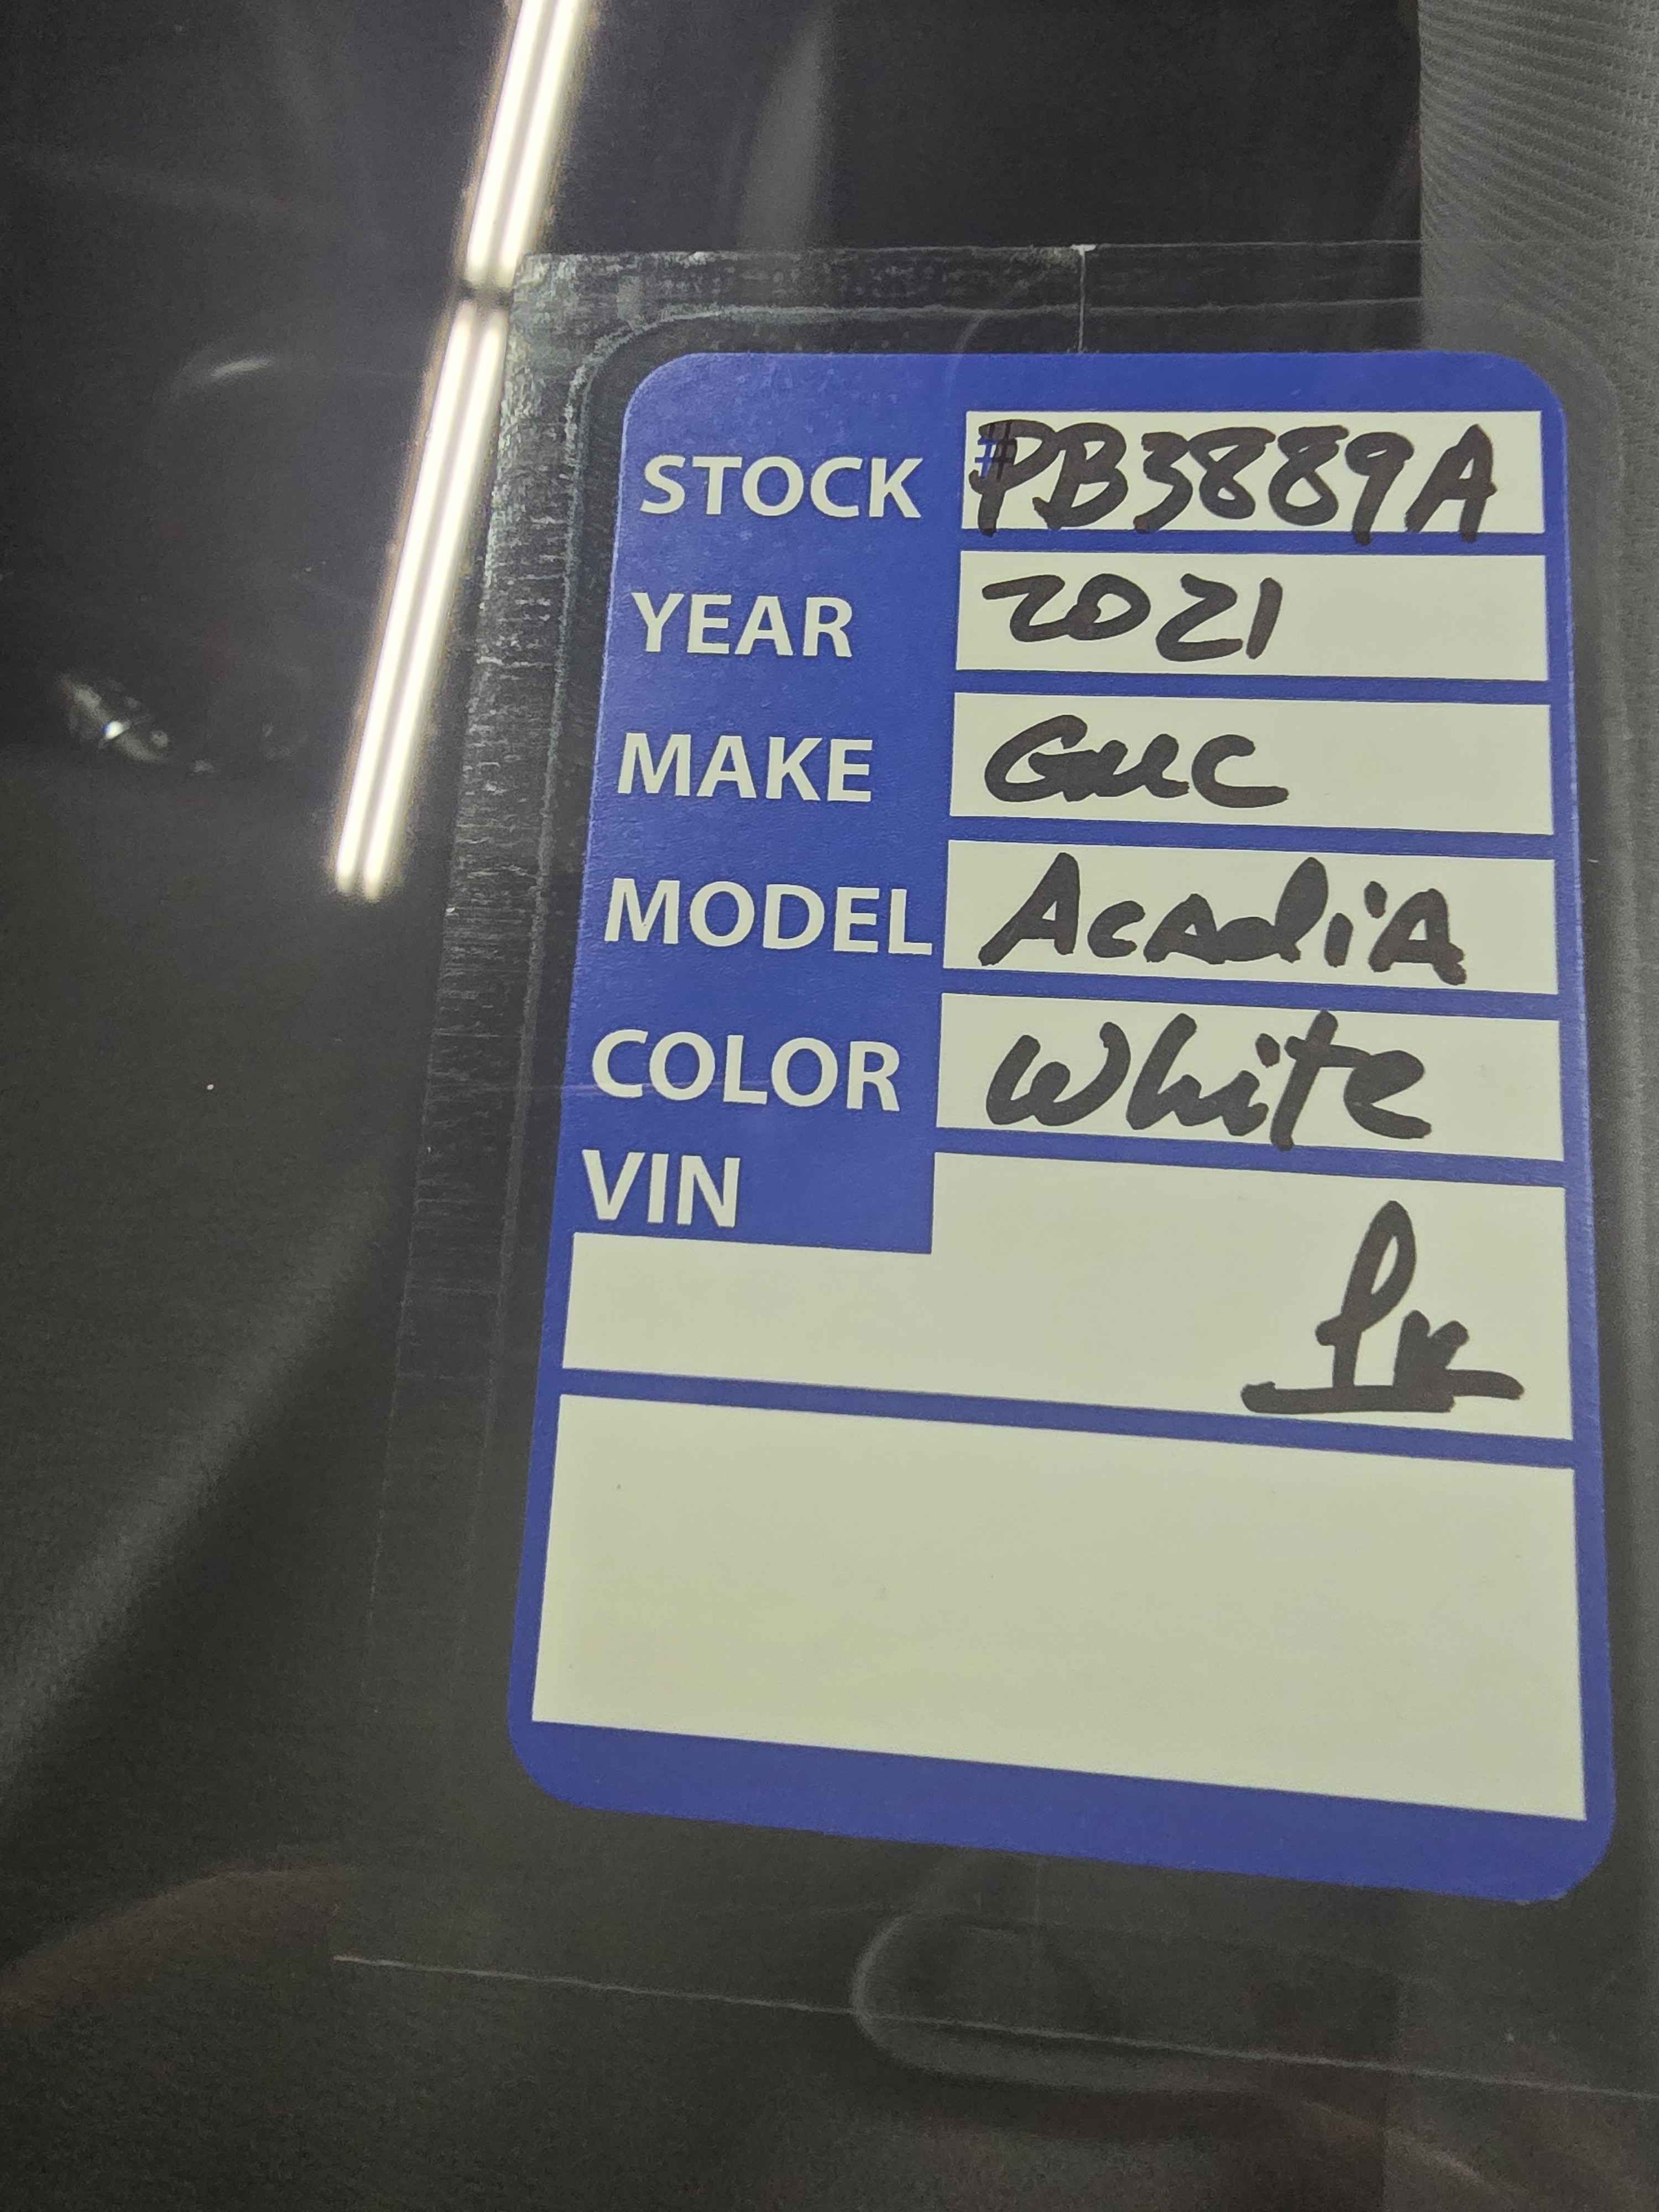 STOCK #PB3889A
YEAR 2021
MAKE GMC
MODEL AcadiA
COLOR White
VIN